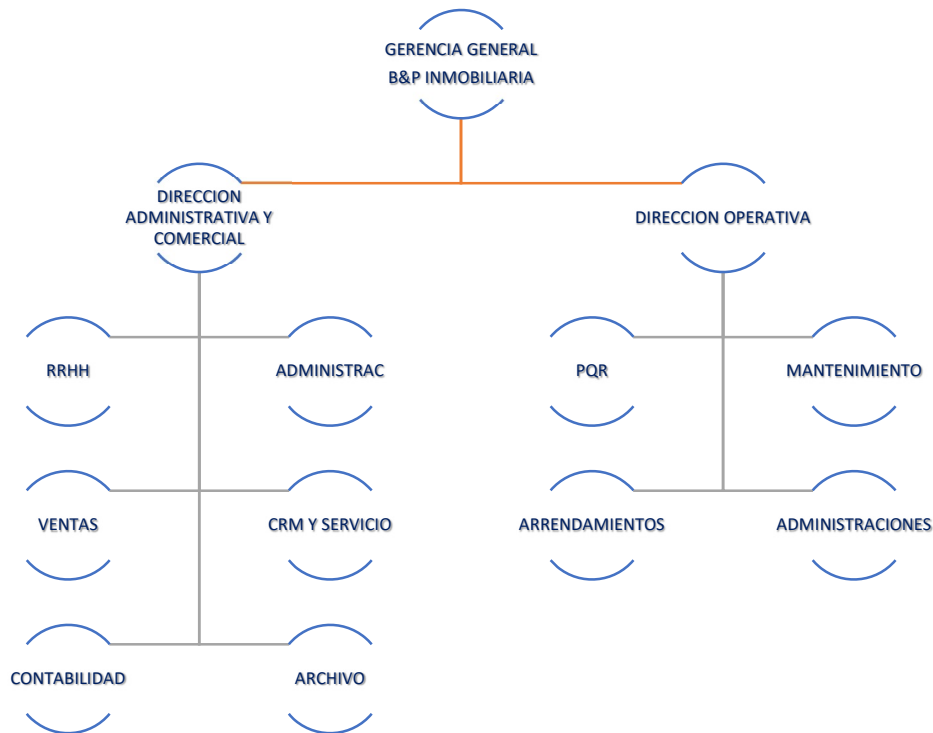 GERENCIA GENERAL
B&P INMOBILIARIA
DIRECCION
ADMINISTRATIVA Y
COMERCIAL
DIRECCION OPERATIVA
RRHH
ADMINISTRAC
PQR
MANTENIMIENTO
VENTAS
CRM Y SERVICIO
ARRENDAMIENTOS
ADMINISTRACIONES
CONTABILIDAD
ARCHIVO